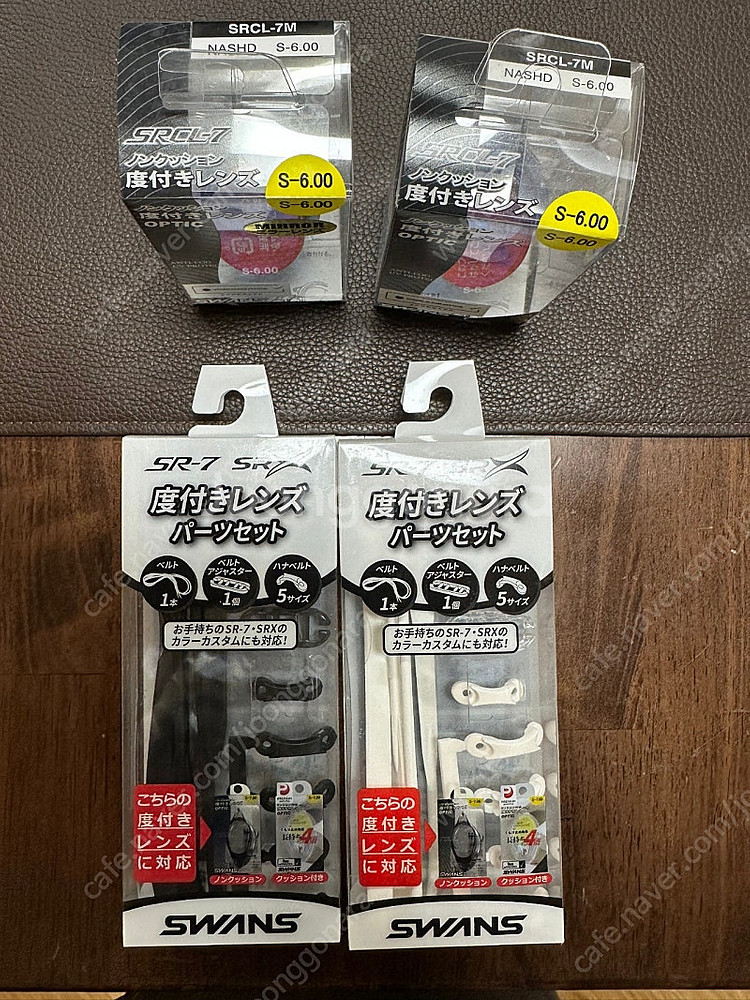 SRCL-7M
NASHD S-6.00
SRCL-7
ノンクッション
度付きレンズ
S-6.00
S-6.00
OPTIC
MIRROR
ミラーレンズ
S-6.00
SWANS
SRCL-7M
NASHD S-6.00
SRCL-7
ノンクッション
度付きレンズ
S-6.00
S-6.00
OPTIC
SR-7 SRX
度付きレンズ
パーツセット
ベルト
1本
ベルト
アジャスター
1個
ハナベルト
5サイズ
お手持ちのSR-7・SRXの
カラーカスタムにも対応!
こちらの
度付き
レンズ
に対応
ノンクッション
クッション付き
SWANS
度付きレンズ
パーツセット
ベルト
1本
ベルト
アジャスター
1個
ハナベルト
5サイズ
お手持ちのSR-7・SRXの
カラーカスタムにも対応!
こちらの
度付き
レンズ
に対応
ノンクッション
クッション付き
SWANS